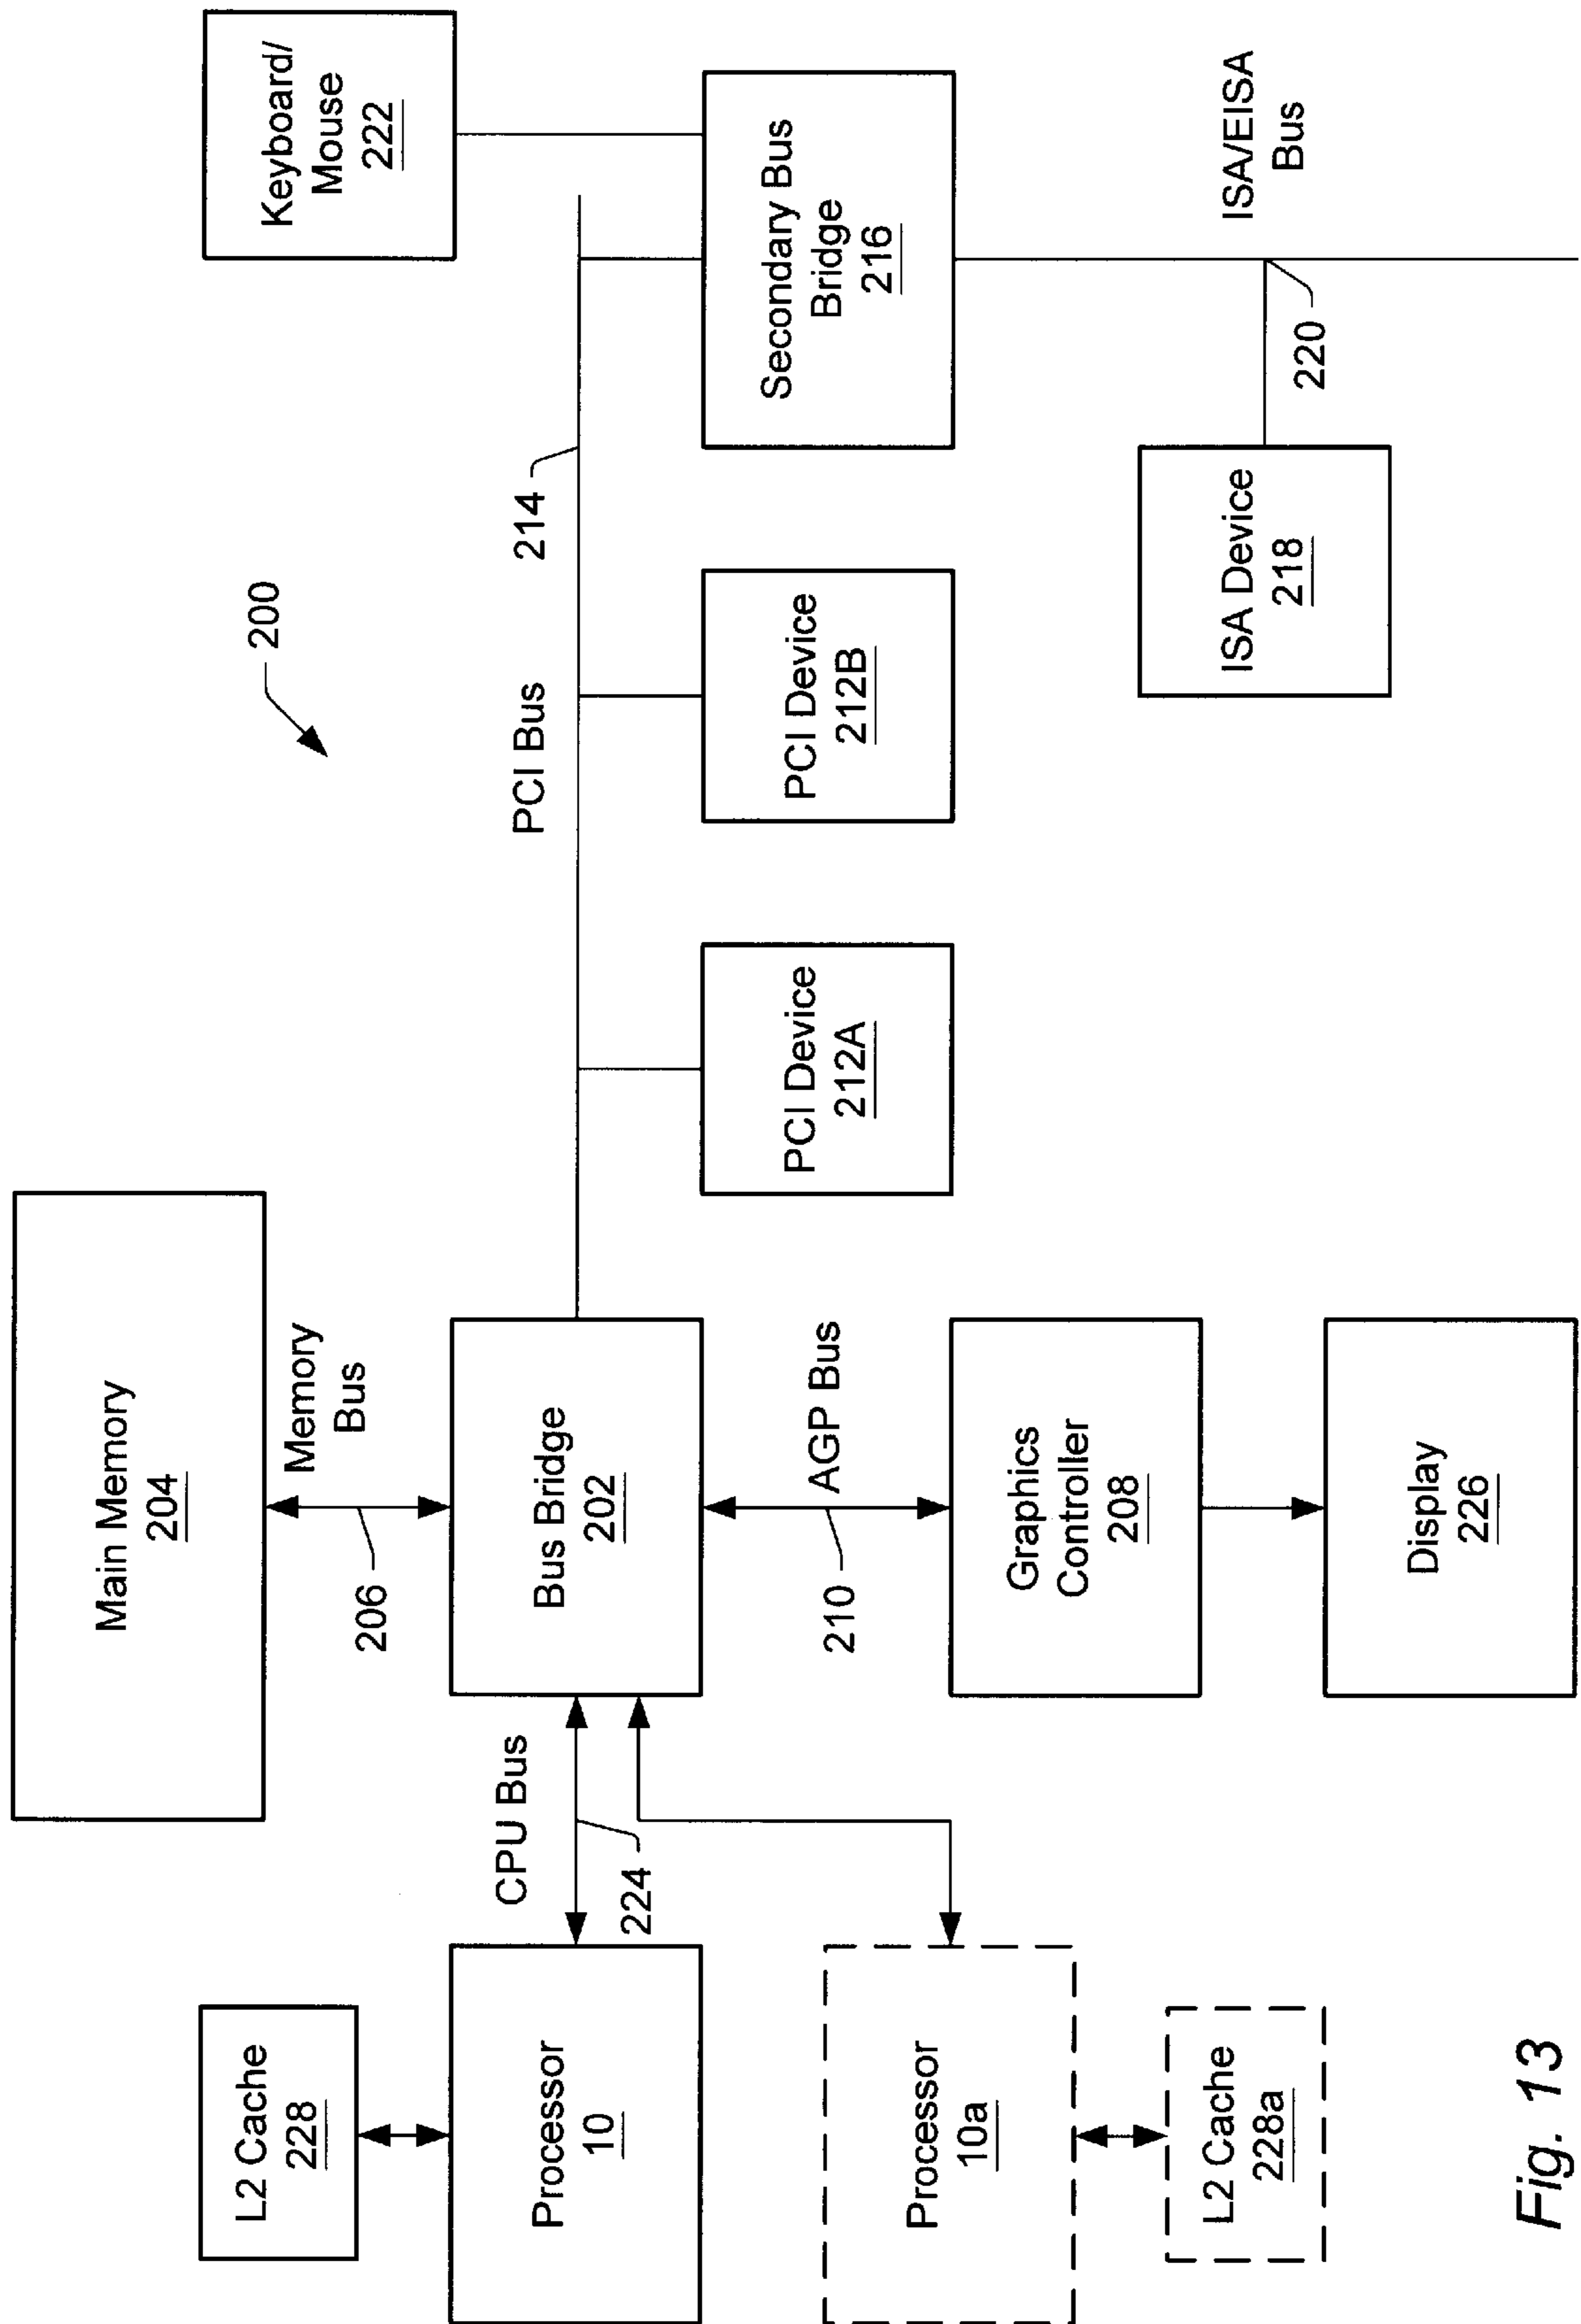 Main Memory
204
Keyboard/
Mouse
222
L2 Cache
228
200
206
Memory
Bus
PCI Bus
214
CPU Bus
224
Processor
10
Bus Bridge
202
PCI Device
212A
PCI Device
212B
Secondary Bus
Bridge
216
210
AGP Bus
Processor
10a
Graphics
Controller
208
L2 Cache
228a
ISA Device
218
220
ISA/EISA
Bus
Display
226
Fig. 13